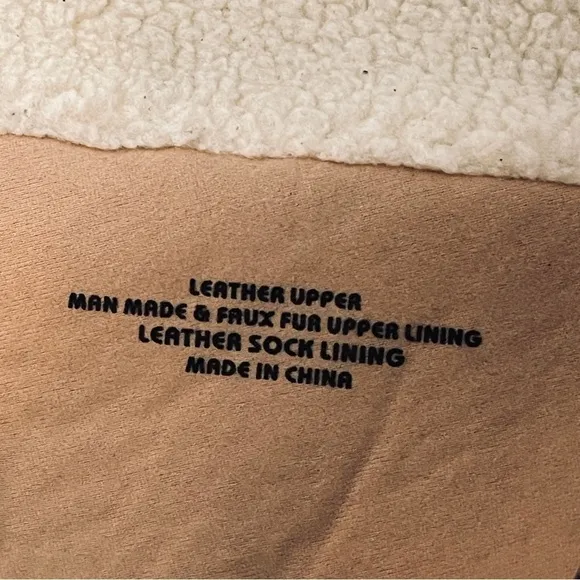 LEATHER UPPER
MAN MADE & FAUX FUR UPPER LINING
LEATHER SOCK LINING
MADE IN CHINA